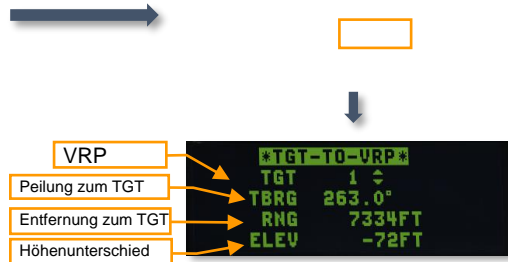 VRP
Peilung zum TGT
Entfernung zum TGT
Höhenunterschied
*TGT-TO-VRP*
TGT 1
TBRG 263.0°
RNG 7334FT
ELEV -72FT